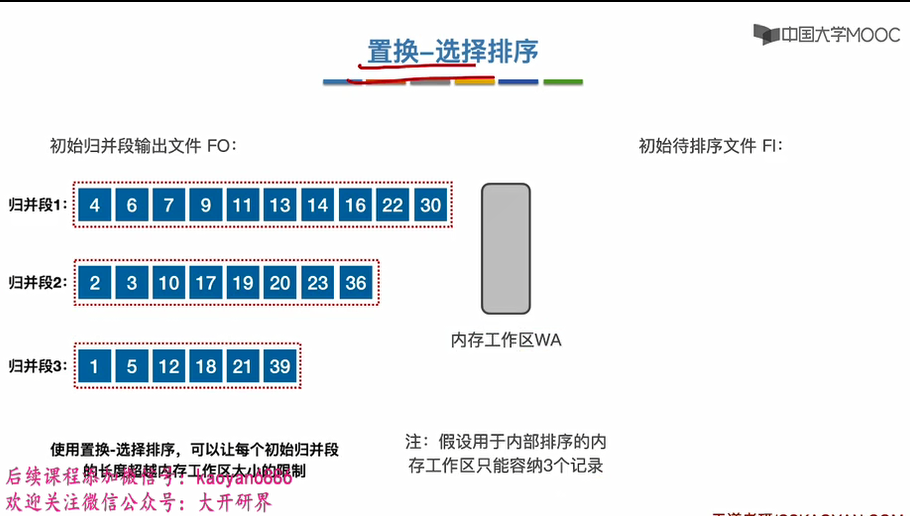 中国大学MOOC
置换–选择排序
初始归并段输出文件 FO：
初始待排序文件 FI：
归并段1： 4 6 7 9 11 13 14 16 22 30
归并段2： 2 3 10 17 19 20 23 36
归并段3： 1 5 12 18 21 39
内存工作区WA
使用置换-选择排序，可以让每个初始归并段
的长度超越内存工作区大小的限制
注：假设用于内部排序的内
存工作区只能容纳3个记录
后续课程添加微信号：kaoyan6886
欢迎关注微信公众号：大开研界